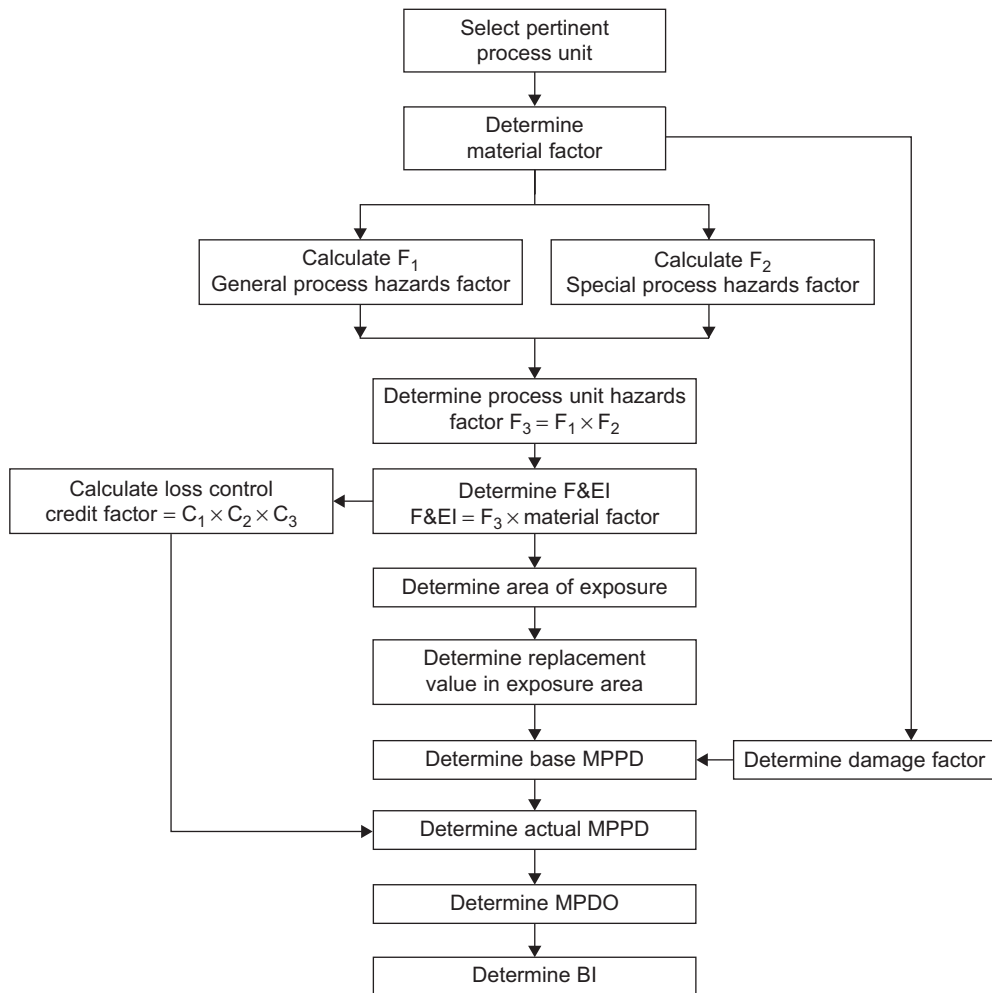 Select pertinent
process unit
Determine
material factor
Calculate F₁
General process hazards factor
Calculate F₂
Special process hazards factor
Determine process unit hazards
factor F₃ = F₁ × F₂
Calculate loss control
credit factor = C₁ × C₂ × C₃
Determine F&EI
F&EI = F₃ × material factor
Determine area of exposure
Determine replacement
value in exposure area
Determine base MPPD
Determine damage factor
Determine actual MPPD
Determine MPDO
Determine BI